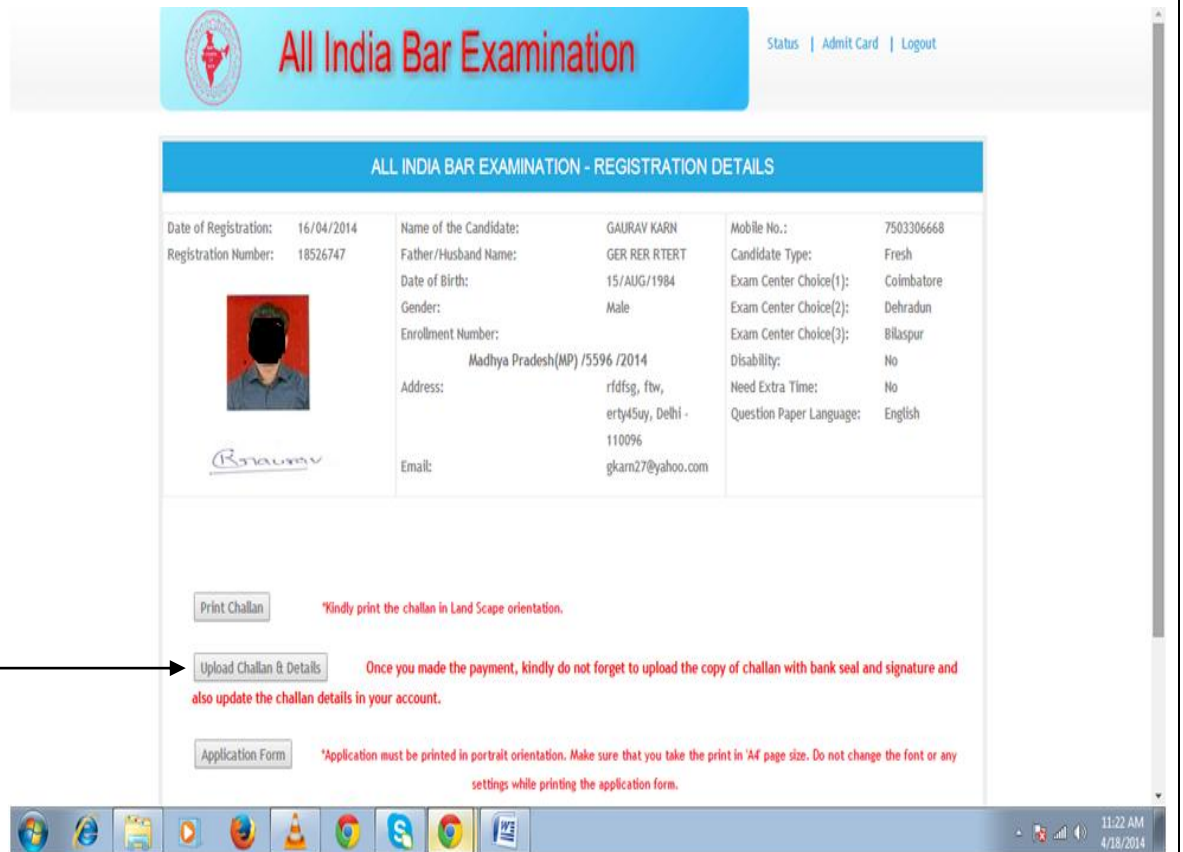 All India Bar Examination
Status | Admit Card | Logout
ALL INDIA BAR EXAMINATION - REGISTRATION DETAILS
Date of Registration: 16/04/2014
Registration Number: 18526747
Name of the Candidate: GAURAV KARN
Father/Husband Name: GER RER RTERT
Date of Birth: 15/AUG/1984
Gender: Male
Enrollment Number:
Madhya Pradesh(MP) /5596 /2014
Address: rfdfsg, ftw,
erty45uy, Delhi -
110096
Email: gkarn27@yahoo.com
Mobile No.: 7503306668
Candidate Type: Fresh
Exam Center Choice(1): Coimbatore
Exam Center Choice(2): Dehradun
Exam Center Choice(3): Bilaspur
Disability: No
Need Extra Time: No
Question Paper Language: English
Print Challan *Kindly print the challan in Land Scape orientation.
Upload Challan & Details Once you made the payment, kindly do not forget to upload the copy of challan with bank seal and signature and
also update the challan details in your account.
Application Form *Application must be printed in portrait orientation. Make sure that you take the print in 'A4' page size. Do not change the font or any
settings while printing the application form.
11:22 AM
4/18/2014